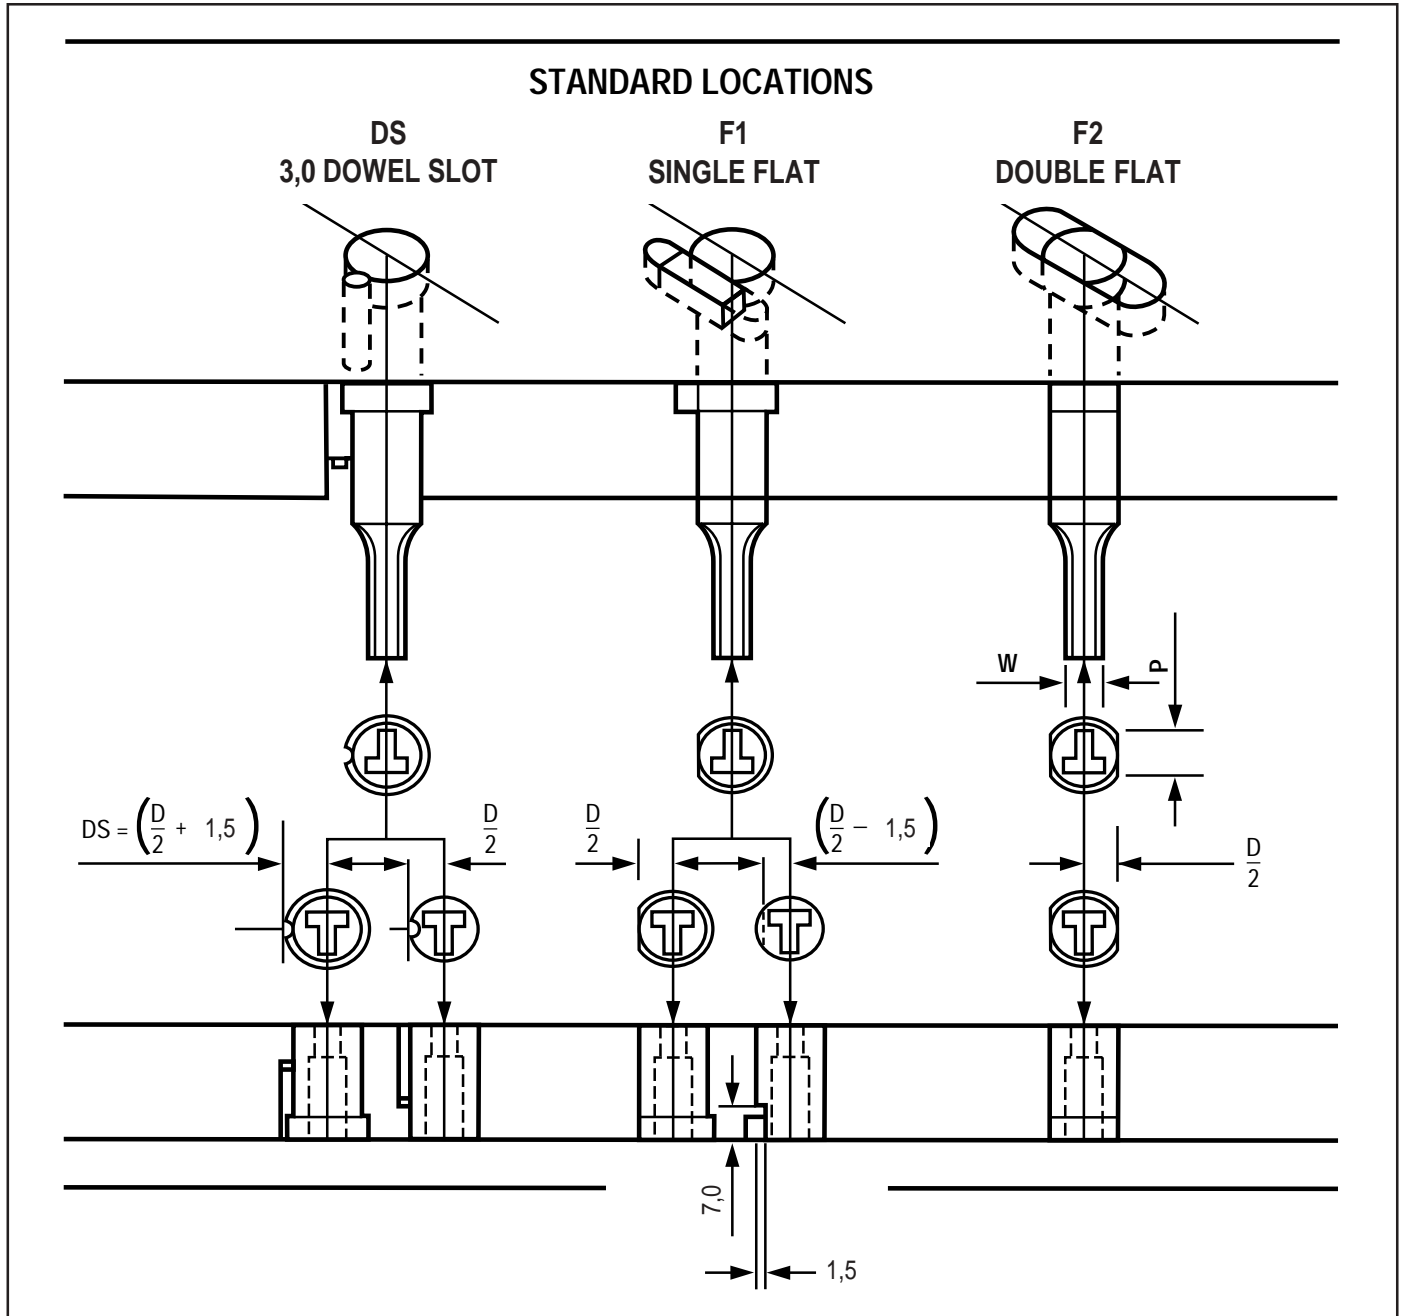 STANDARD LOCATIONS
DS
3,0 DOWEL SLOT
F1
SINGLE FLAT
F2
DOUBLE FLAT
W
P
DS = (D/2 + 1,5)
D/2
D/2
(D/2 – 1,5)
D/2
7,0
1,5